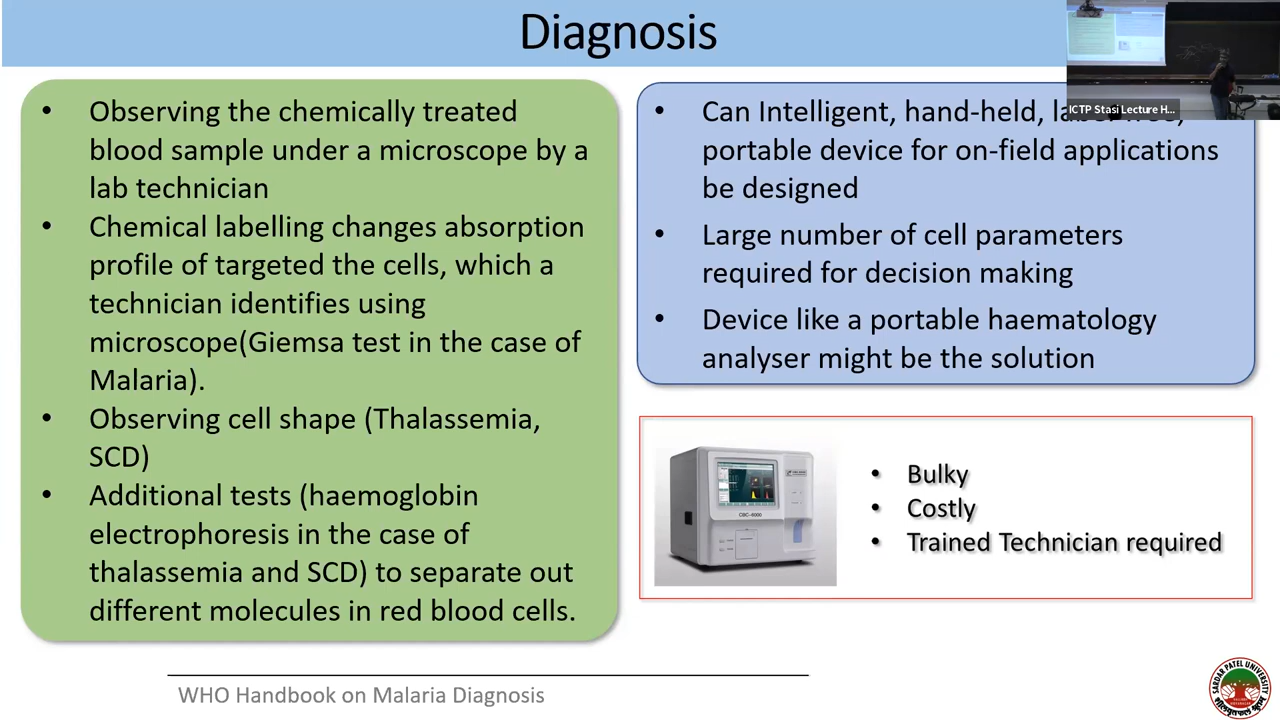 Diagnosis
• Observing the chemically treated
blood sample under a microscope by a
lab technician
• Chemical labelling changes absorption
profile of targeted the cells, which a
technician identifies using
microscope(Giemsa test in the case of
Malaria).
• Observing cell shape (Thalassemia,
SCD)
• Additional tests (haemoglobin
electrophoresis in the case of
thalassemia and SCD) to separate out
different molecules in red blood cells.
• Can Intelligent, hand-held,
portable device for on-field applications
be designed
• Large number of cell parameters
required for decision making
• Device like a portable haematology
analyser might be the solution
ICTP Stasi Lecture H...
CBC-6000
• Bulky
• Costly
• Trained Technician required
WHO Handbook on Malaria Diagnosis
SARDAR PATEL UNIVERSITY